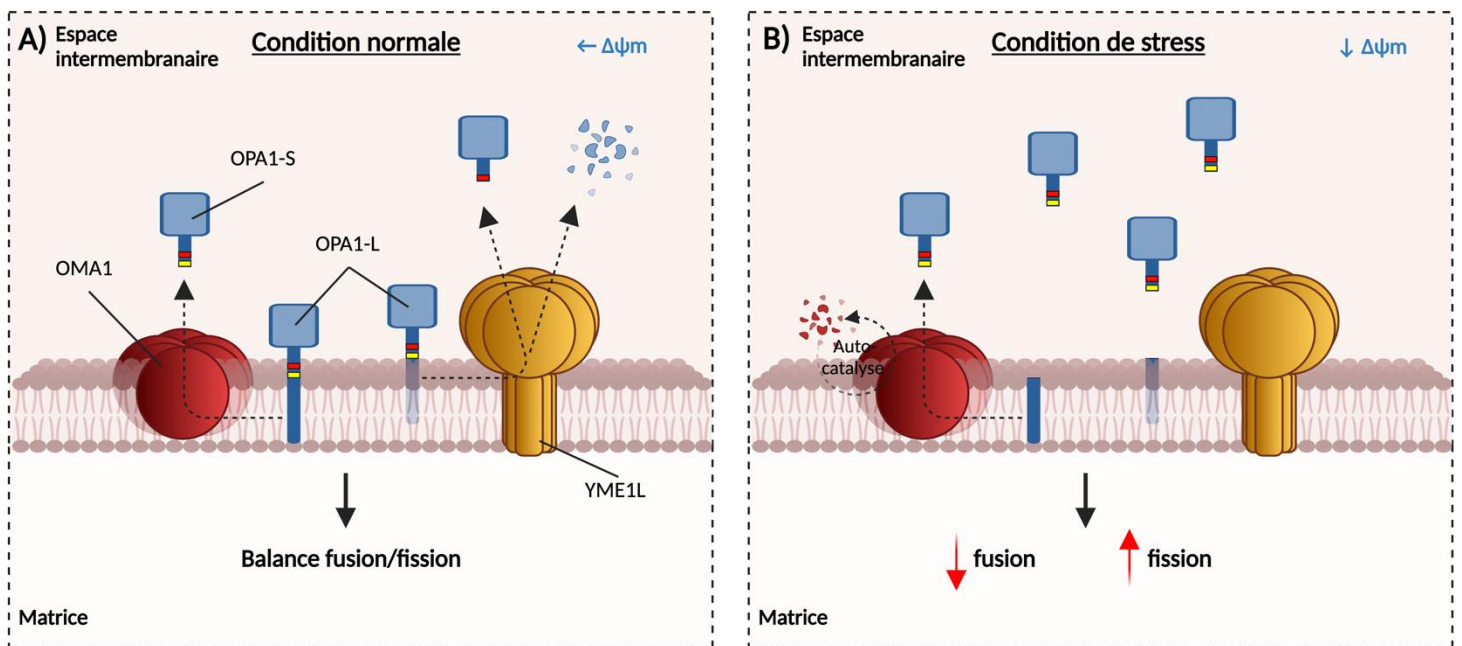 A) Espace
intermembranaire
Condition normale
← Δψm
OPA1-S
OPA1-L
OMA1
YME1L
Balance fusion/fission
Matrice
B) Espace
intermembranaire
Condition de stress
↓ Δψm
Auto-
catalyse
fusion
fission
Matrice